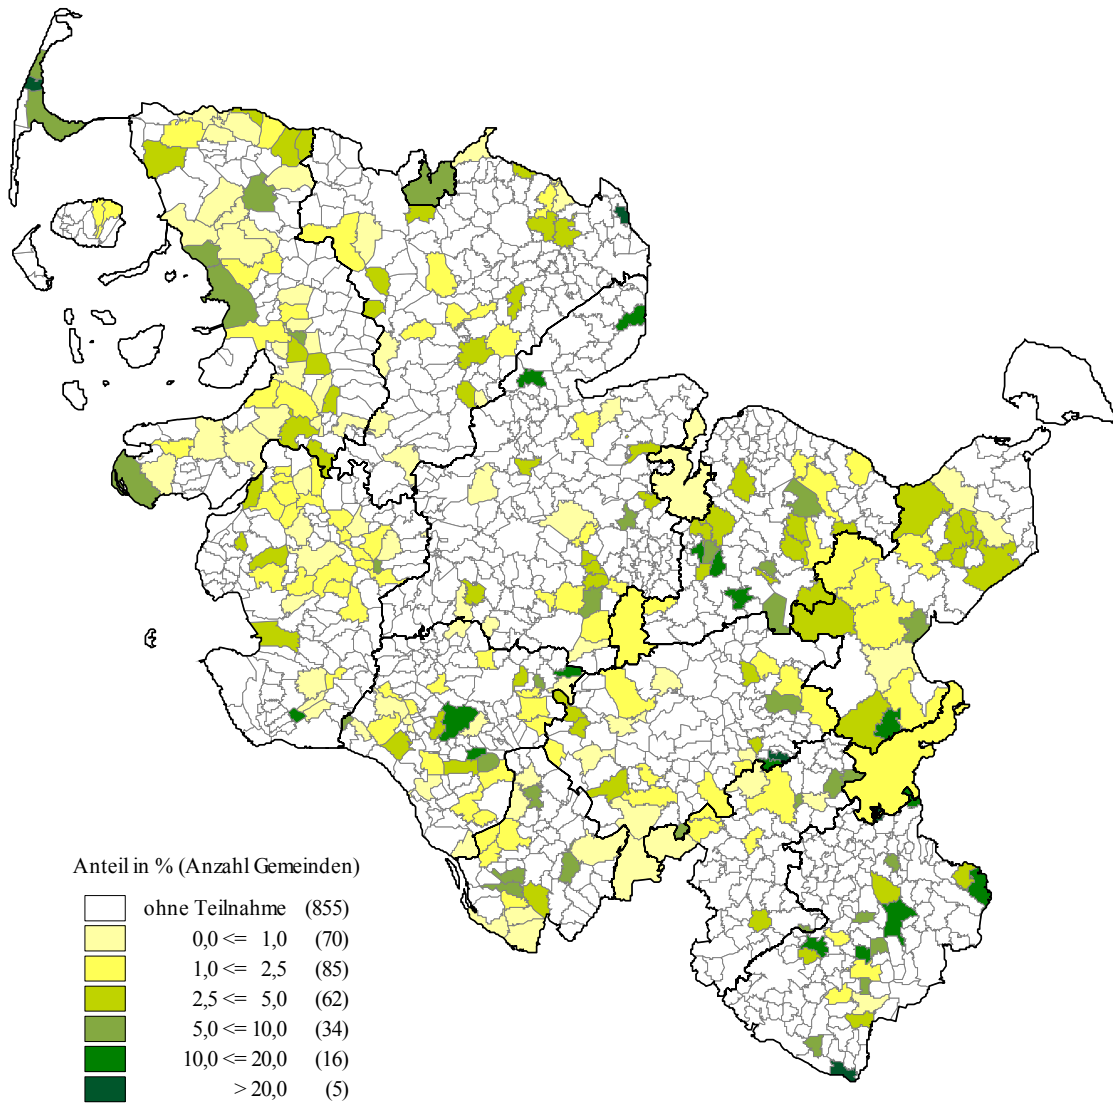 Anteil in % (Anzahl Gemeinden)
ohne Teilnahme (855)
0,0 <= 1,0 (70)
1,0 <= 2,5 (85)
2,5 <= 5,0 (62)
5,0 <= 10,0 (34)
10,0 <= 20,0 (16)
> 20,0 (5)